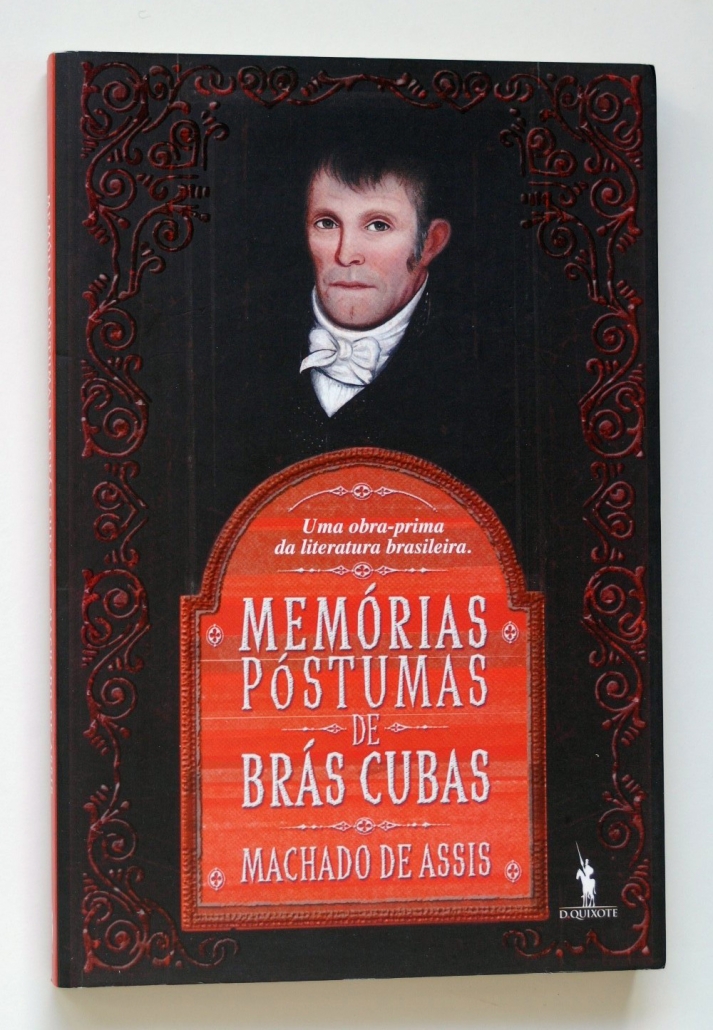 Uma obra-prima
da literatura brasileira.
MEMÓRIAS
PÓSTUMAS
DE
BRÁS CUBAS
MACHADO DE ASSIS
D.QUIXOTE